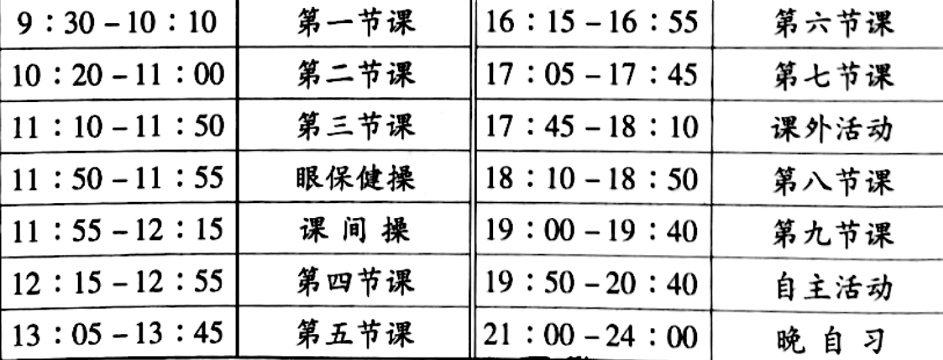 9：30－10：10 第一节课 16：15－16：55 第六节课
10：20－11：00 第二节课 17：05－17：45 第七节课
11：10－11：50 第三节课 17：45－18：10 课外活动
11：50－11：55 眼保健操 18：10－18：50 第八节课
11：55－12：15 课间操 19：00－19：40 第九节课
12：15－12：55 第四节课 19：50－20：40 自主活动
13：05－13：45 第五节课 21：00－24：00 晚自习